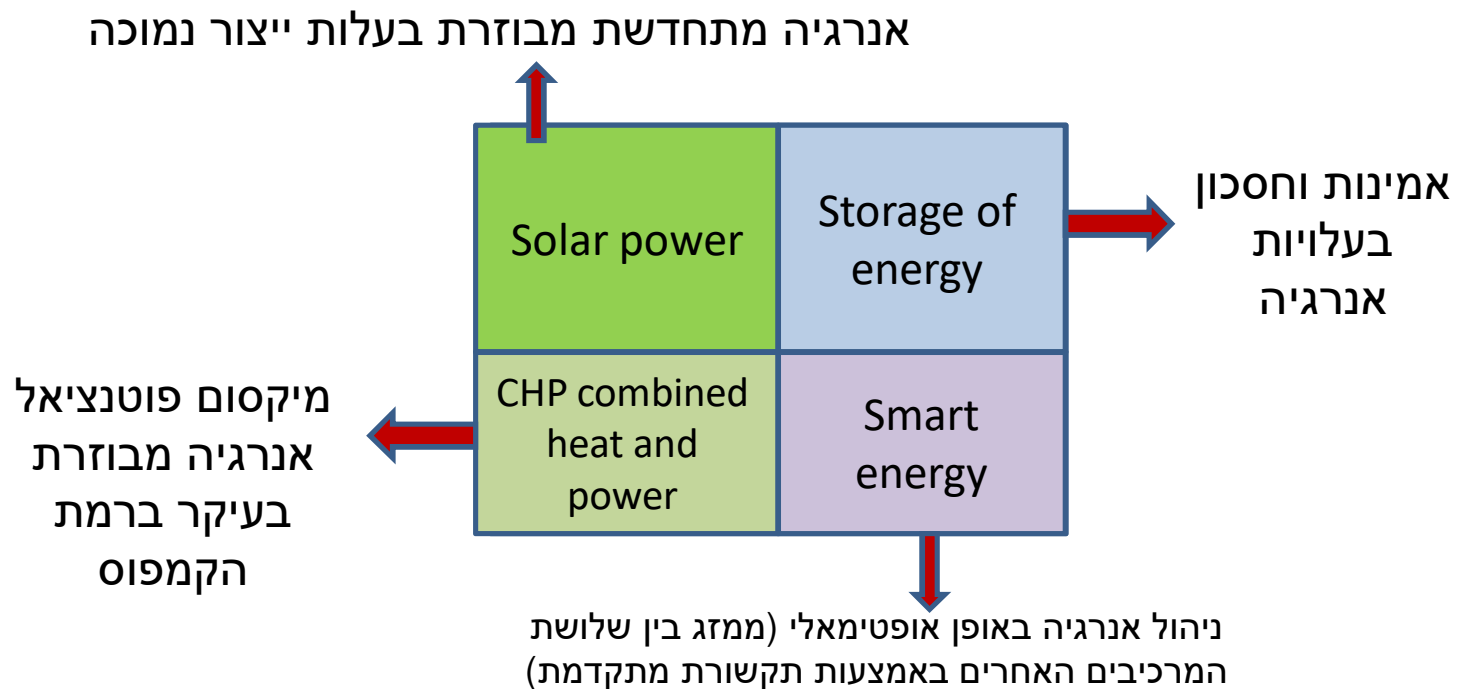 אנרגיה מתחדשת מבוזרת בעלות ייצור נמוכה
Solar power
Storage of
energy
אמינות וחסכון
בעלויות
אנרגיה
מיקסום פוטנציאל
אנרגיה מבוזרת
בעיקר ברמת
הקמפוס
CHP combined
heat and
power
Smart
energy
ניהול אנרגיה באופן אופטימאלי (ממזג בין שלושת
המרכיבים האחרים באמצעות תקשורת מתקדמת)